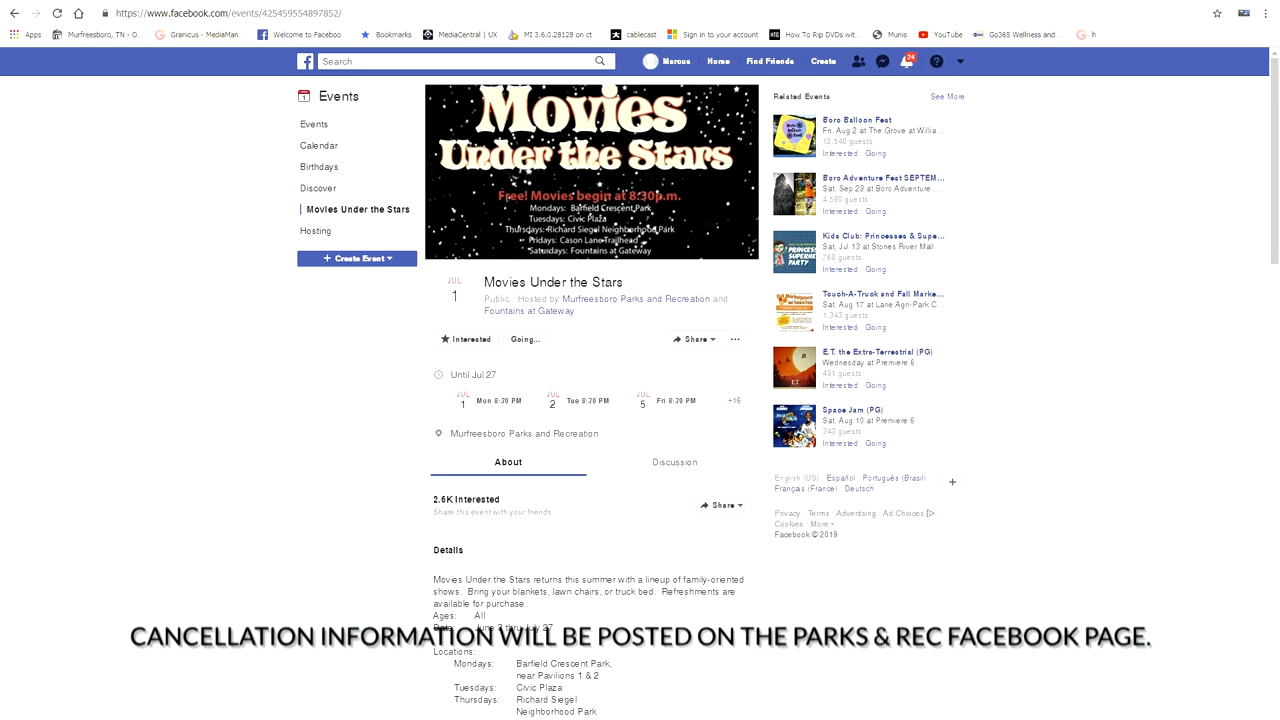 https://www.facebook.com/events/425459554897852/
Apps
Murfreesboro, TN - O...
Granicus - MediaMan...
Welcome to Faceboo
Bookmarks
MediaCentral | UX
MI 3.6.0.28128 on ct
cablecast
Sign in to your account
How To Rip DVDs wit...
Munis
YouTube
Go365 Wellness and...
h
Search
Marcus
Home
Find Friends
Create
24
Events
Events
Calendar
Birthdays
Discover
Movies Under the Stars
Hosting
+ Create Event
Movies
Under the Stars
Free! Movies begin at 8:30p.m.
Mondays: Barfield Crescent Park
Tuesdays: Civic Plaza
Thursdays: Richard Siegel Neighborhood Park
Fridays: Cason Lane Trailhead
Saturdays: Fountains at Gateway
JUL
1
Movies Under the Stars
Public · Hosted by Murfreesboro Parks and Recreation and
Fountains at Gateway
Interested
Going...
Share
...
Until Jul 27
JUL
1
Mon 8:30 PM
JUL
2
Tue 8:30 PM
JUL
5
Fri 8:30 PM
+16
Murfreesboro Parks and Recreation
About
Discussion
2.6K Interested
Share this event with your friends
Share
Details
Movies Under the Stars returns this summer with a lineup of family-oriented
shows. Bring your blankets, lawn chairs, or truck bed. Refreshments are
available for purchase.
Ages: All
CANCELLATION INFORMATION WILL BE POSTED ON THE PARKS & REC FACEBOOK PAGE.
Locations:
Mondays: Barfield Crescent Park,
near Pavilions 1 & 2
Tuesdays: Civic Plaza
Thursdays: Richard Siegel
Neighborhood Park
Related Events
See More
Boro Balloon Fest
Fri, Aug 2 at The Grove at Willia...
12,540 guests
Interested · Going
Boro Adventure Fest SEPTEM...
Sat, Sep 28 at Boro Adventure ...
4,580 guests
Interested · Going
Kids Club: Princesses & Supe...
Sat, Jul 13 at Stones River Mall
760 guests
Interested · Going
Touch-A-Truck and Fall Marke...
Sat, Aug 17 at Lane Agri-Park C...
1,343 guests
Interested · Going
E.T. the Extra-Terrestrial (PG)
Wednesday at Premiere 6
491 guests
Interested · Going
Space Jam (PG)
Sat, Aug 10 at Premiere 6
343 guests
Interested · Going
English (US) · Español · Português (Brasil)
Français (France) · Deutsch
+
Privacy · Terms · Advertising · Ad Choices
Cookies · More
Facebook © 2019